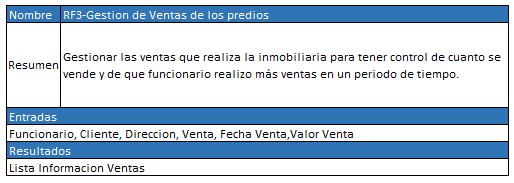 Nombre RF3-Gestion de Ventas de los predios
Gestionar las ventas que realiza la inmobiliaria para tener control de cuanto se
Resumen vende y de que funcionario realizo más ventas en un periodo de tiempo.
Entradas
Funcionario, Cliente, Direccion, Venta, Fecha Venta,Valor Venta
Resultados
Lista Informacion Ventas